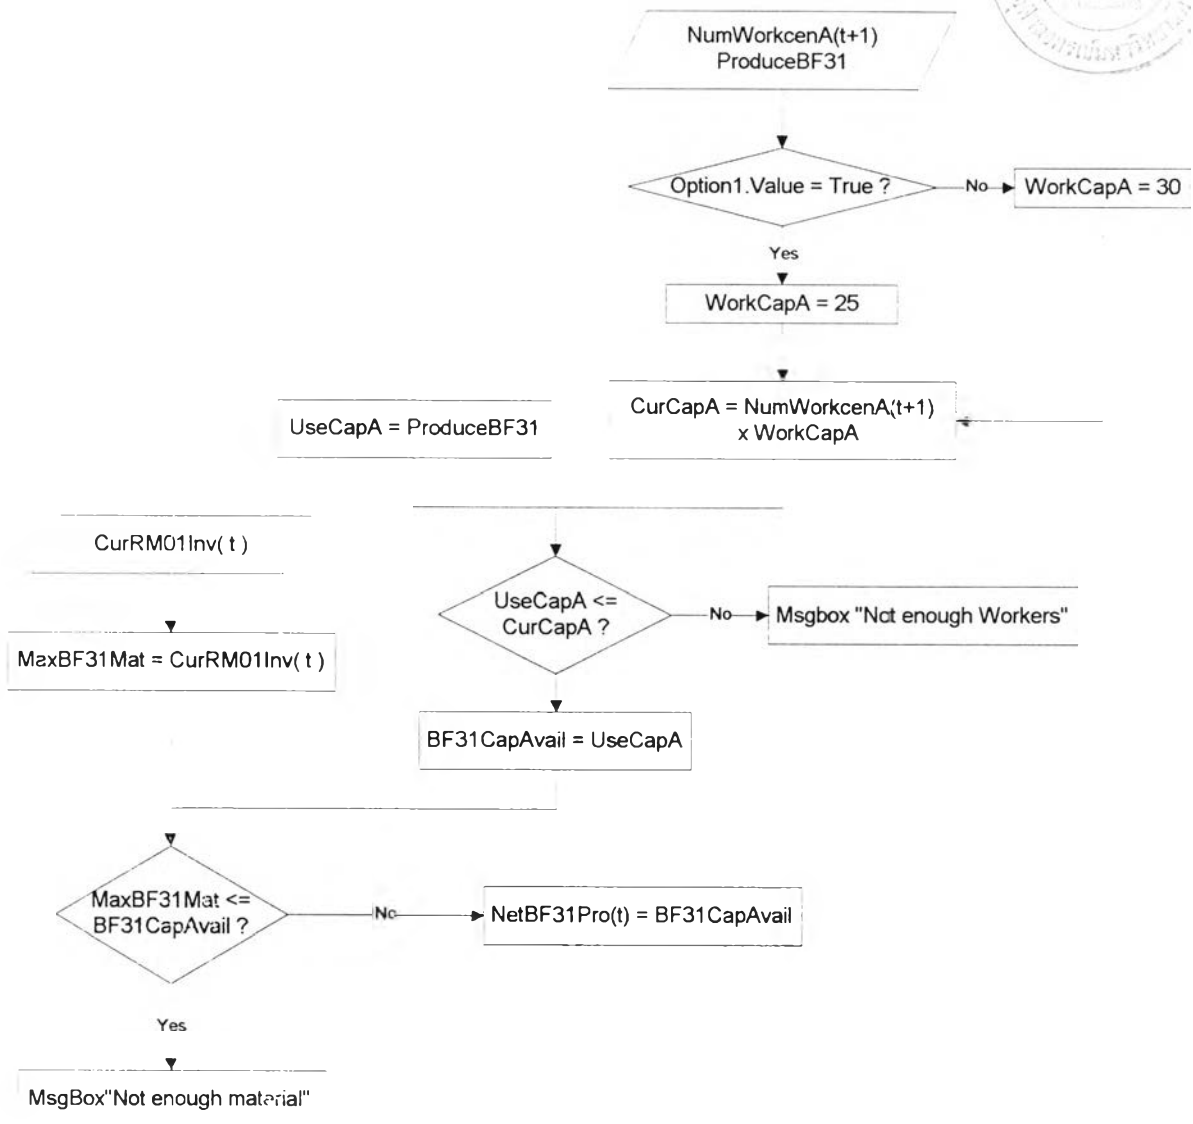 NumWorkcenA(t+1)
ProduceBF31
Option1.Value = True ?
No
WorkCapA = 30
Yes
WorkCapA = 25
UseCapA = ProduceBF31
CurCapA = NumWorkcenA(t+1)
x WorkCapA
CurRM01Inv( t )
UseCapA <=
CurCapA ?
No
Msgbox "Not enough Workers"
MaxBF31Mat = CurRM01Inv( t )
BF31CapAvail = UseCapA
MaxBF31Mat <=
BF31CapAvail ?
No
NetBF31Pro(t) = BF31CapAvail
Yes
MsgBox"Not enough material"